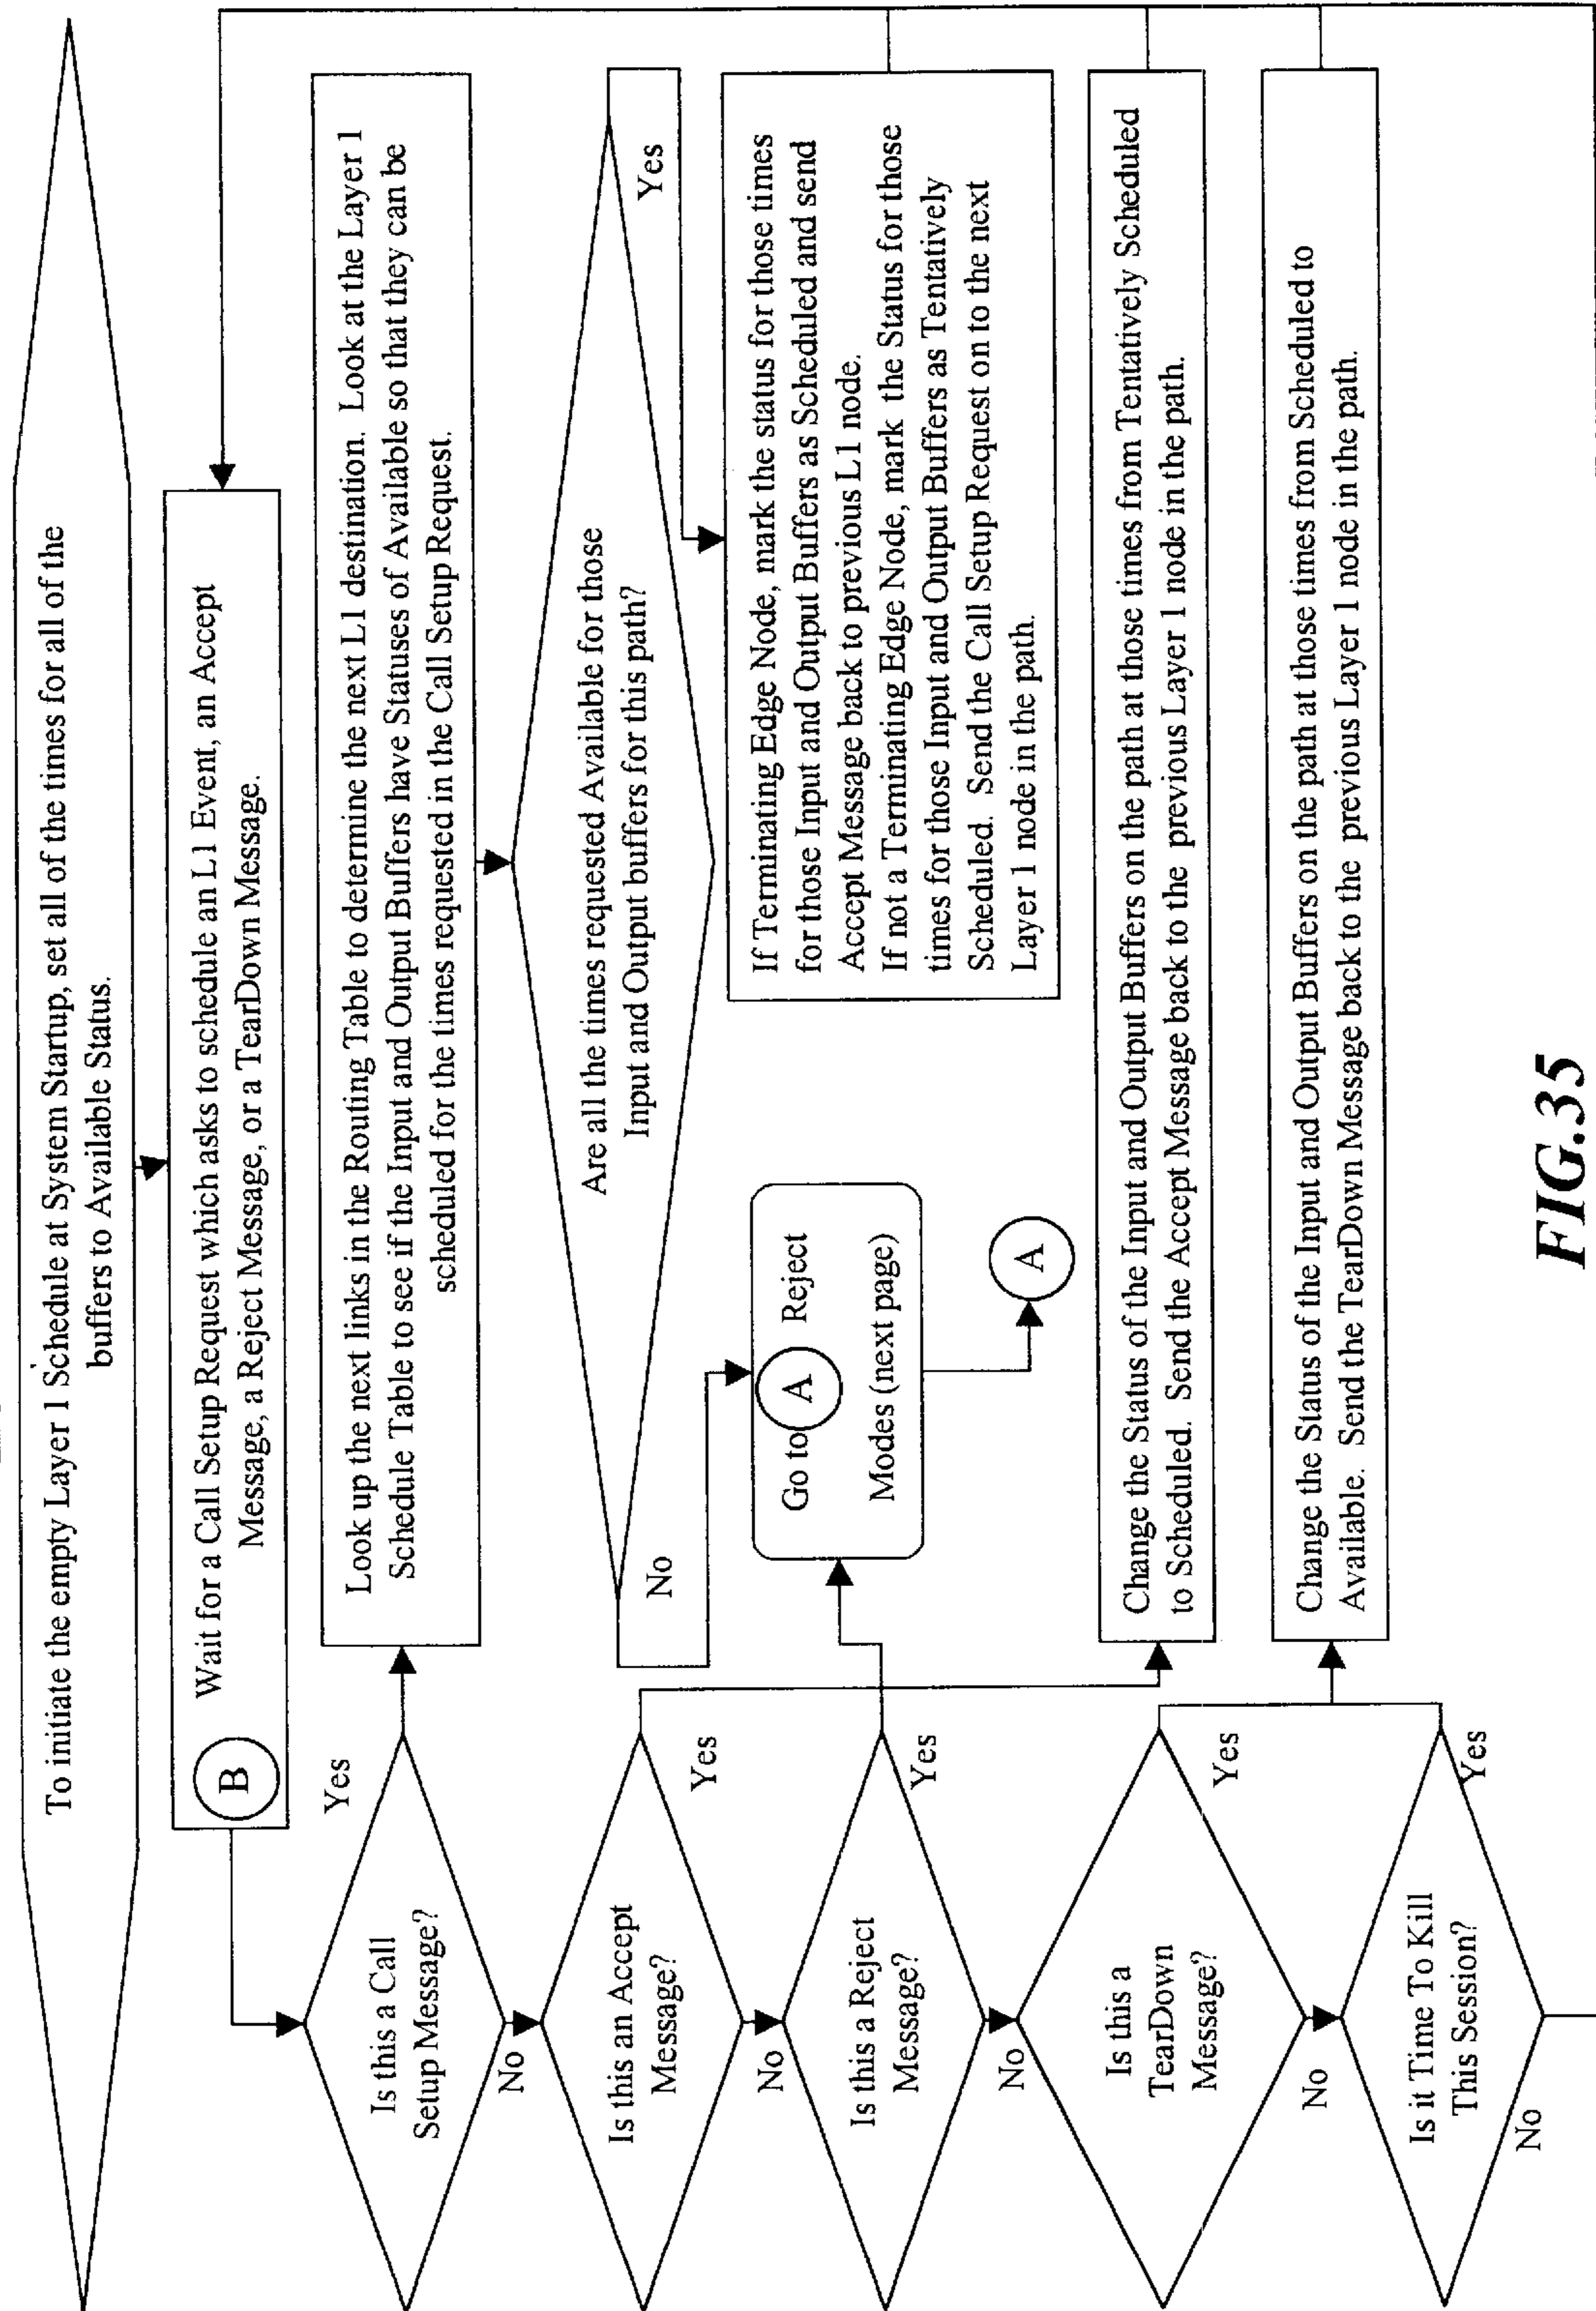 To initiate the empty Layer 1 Schedule at System Startup, set all of the times for all of the
buffers to Available Status.
B
Wait for a Call Setup Request which asks to schedule an L1 Event, an Accept
Message, a Reject Message, or a TearDown Message.
Is this a Call
Setup Message?
Yes
No
Look up the next links in the Routing Table to determine the next L1 destination. Look at the Layer 1
Schedule Table to see if the Input and Output Buffers have Statuses of Available so that they can be
scheduled for the times requested in the Call Setup Request.
Are all the times requested Available for those
Input and Output buffers for this path?
No
Yes
Is this an Accept
Message?
Yes
No
Go to A Reject
Modes (next page)
A
If Terminating Edge Node, mark the status for those times
for those Input and Output Buffers as Scheduled and send
Accept Message back to previous L1 node.
If not a Terminating Edge Node, mark the Status for those
times for those Input and Output Buffers as Tentatively
Scheduled. Send the Call Setup Request on to the next
Layer 1 node in the path.
Is this a Reject
Message?
Yes
No
Change the Status of the Input and Output Buffers on the path at those times from Tentatively Scheduled
to Scheduled. Send the Accept Message back to the previous Layer 1 node in the path.
Is this a
TearDown
Message?
Yes
No
Change the Status of the Input and Output Buffers on the path at those times from Scheduled to
Available. Send the TearDown Message back to the previous Layer 1 node in the path.
Is it Time To Kill
This Session?
Yes
No
FIG.35